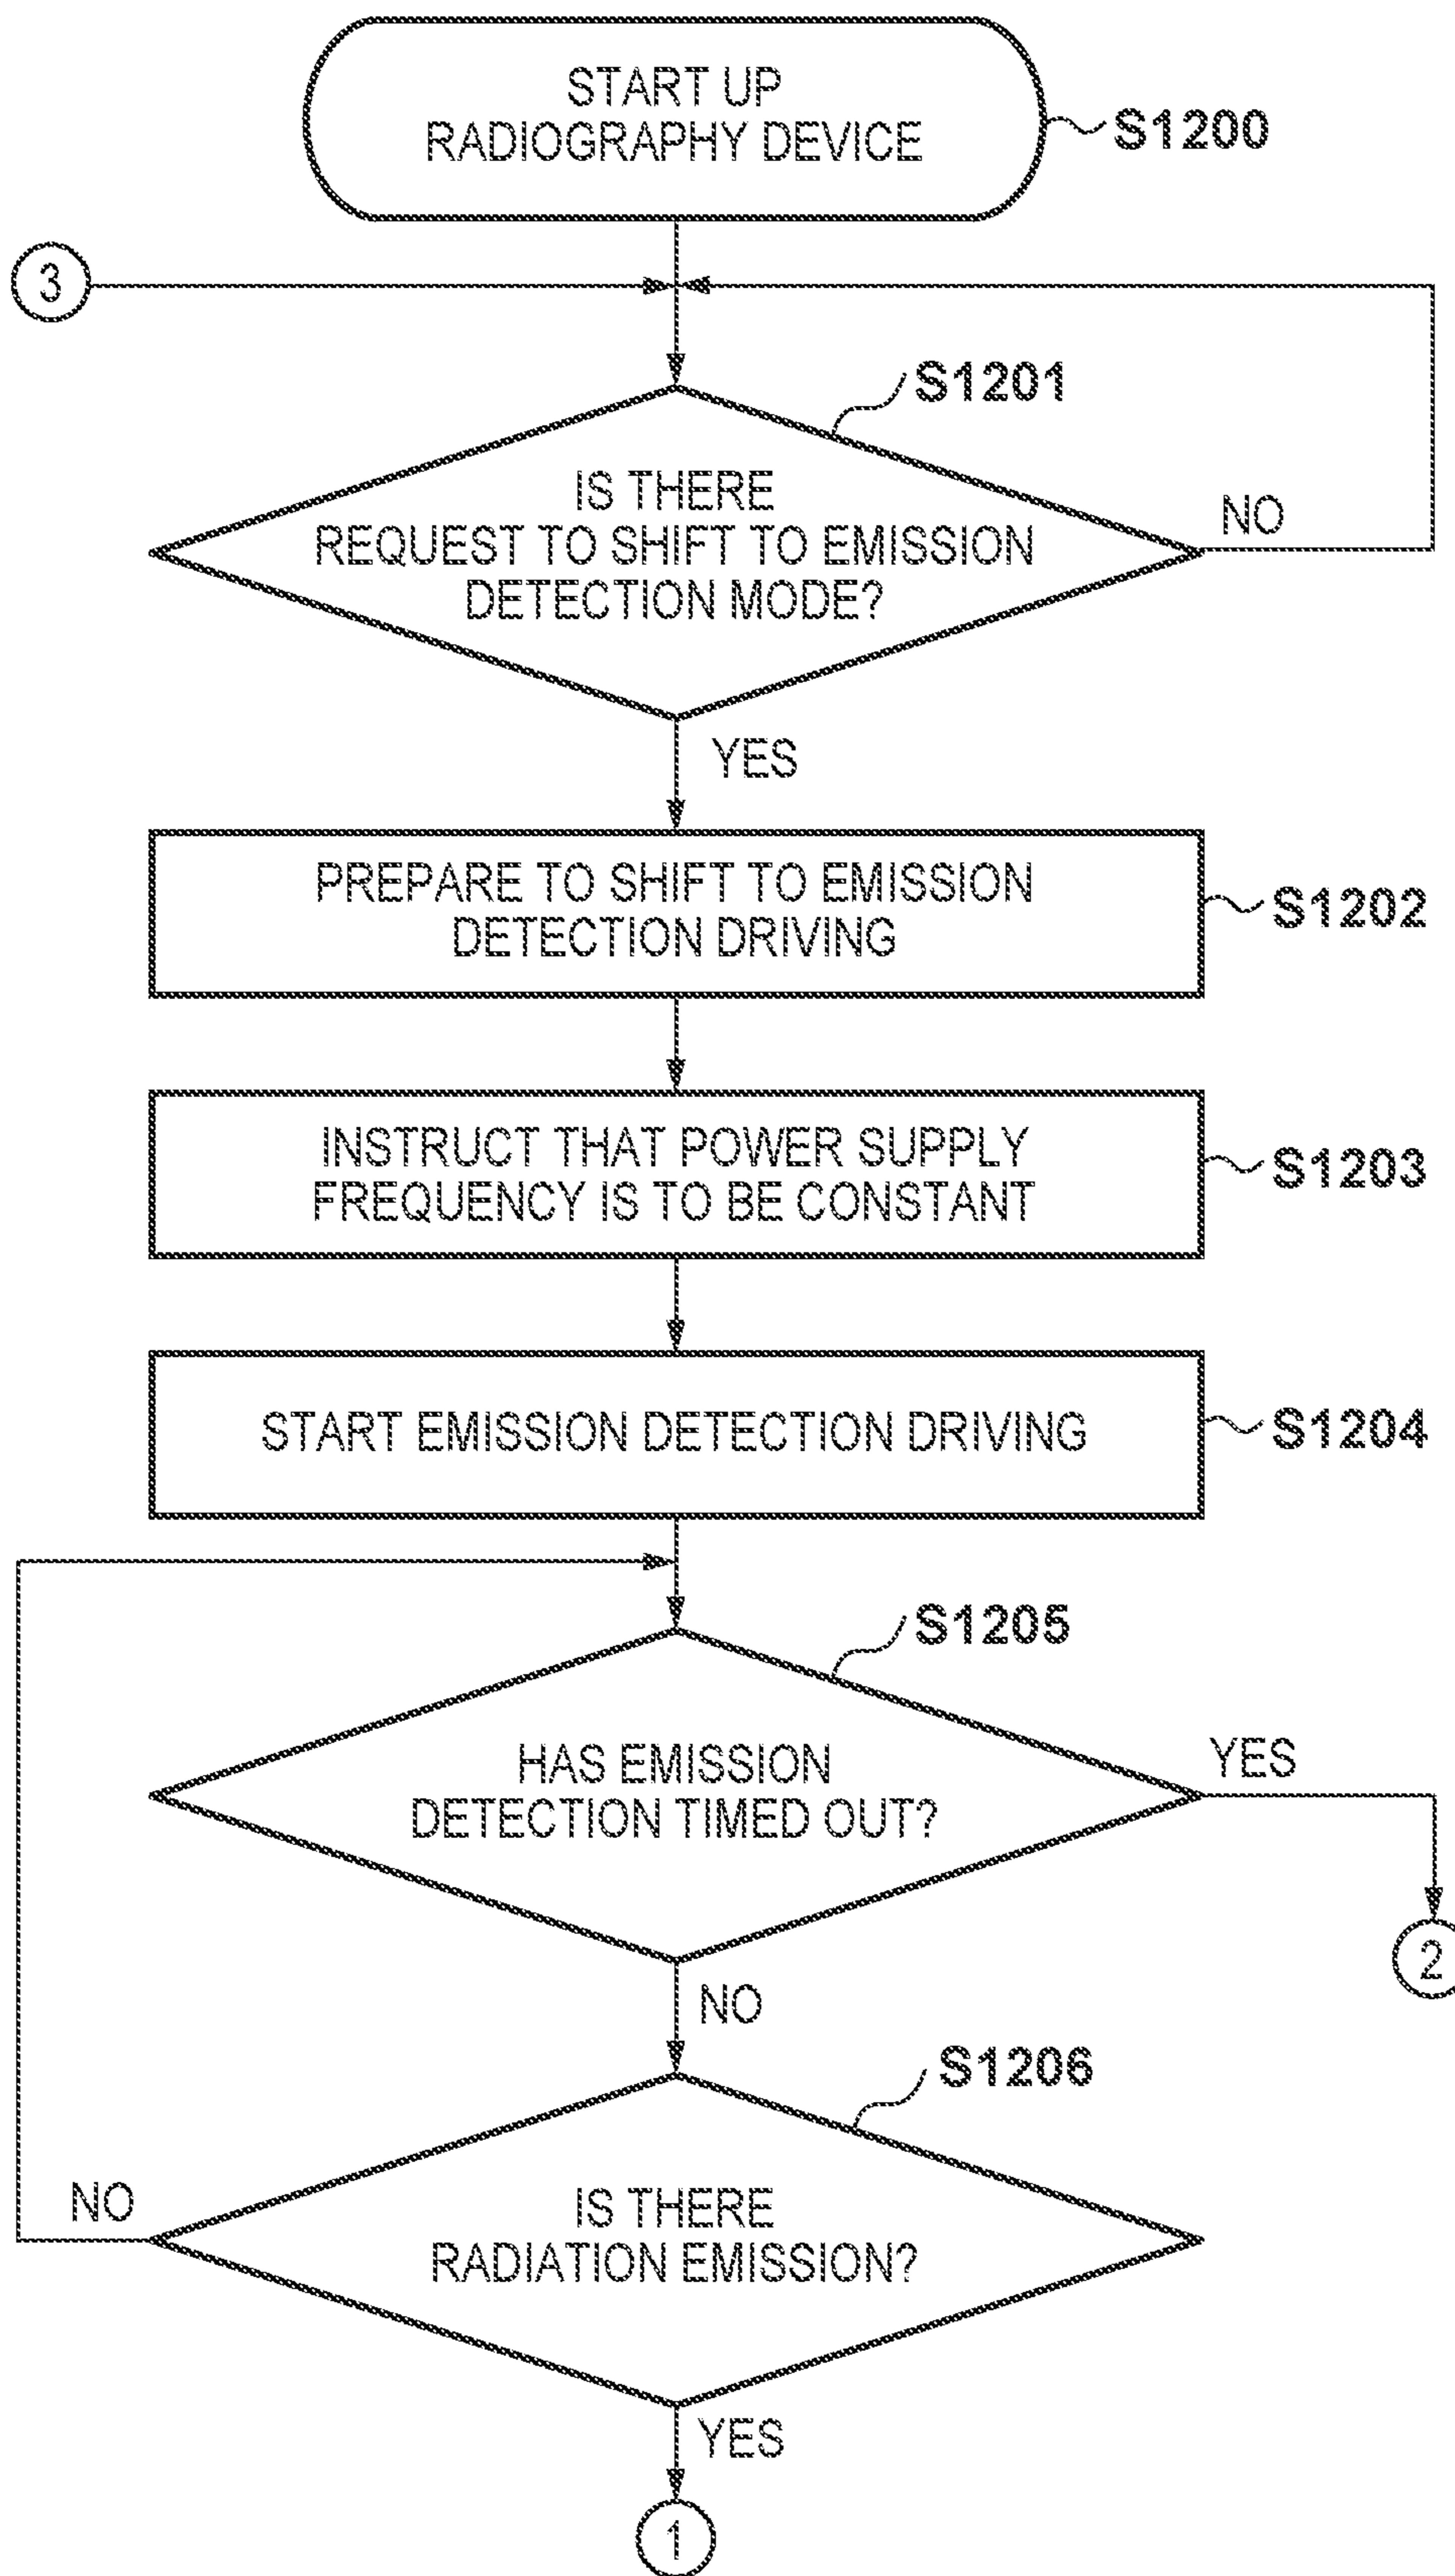 START UP
RADIOGRAPHY DEVICE
S1200
3
S1201
IS THERE
REQUEST TO SHIFT TO EMISSION
DETECTION MODE?
NO
YES
PREPARE TO SHIFT TO EMISSION
DETECTION DRIVING
S1202
INSTRUCT THAT POWER SUPPLY
FREQUENCY IS TO BE CONSTANT
S1203
START EMISSION DETECTION DRIVING
S1204
S1205
HAS EMISSION
DETECTION TIMED OUT?
YES
2
NO
S1206
IS THERE
RADIATION EMISSION?
NO
YES
1